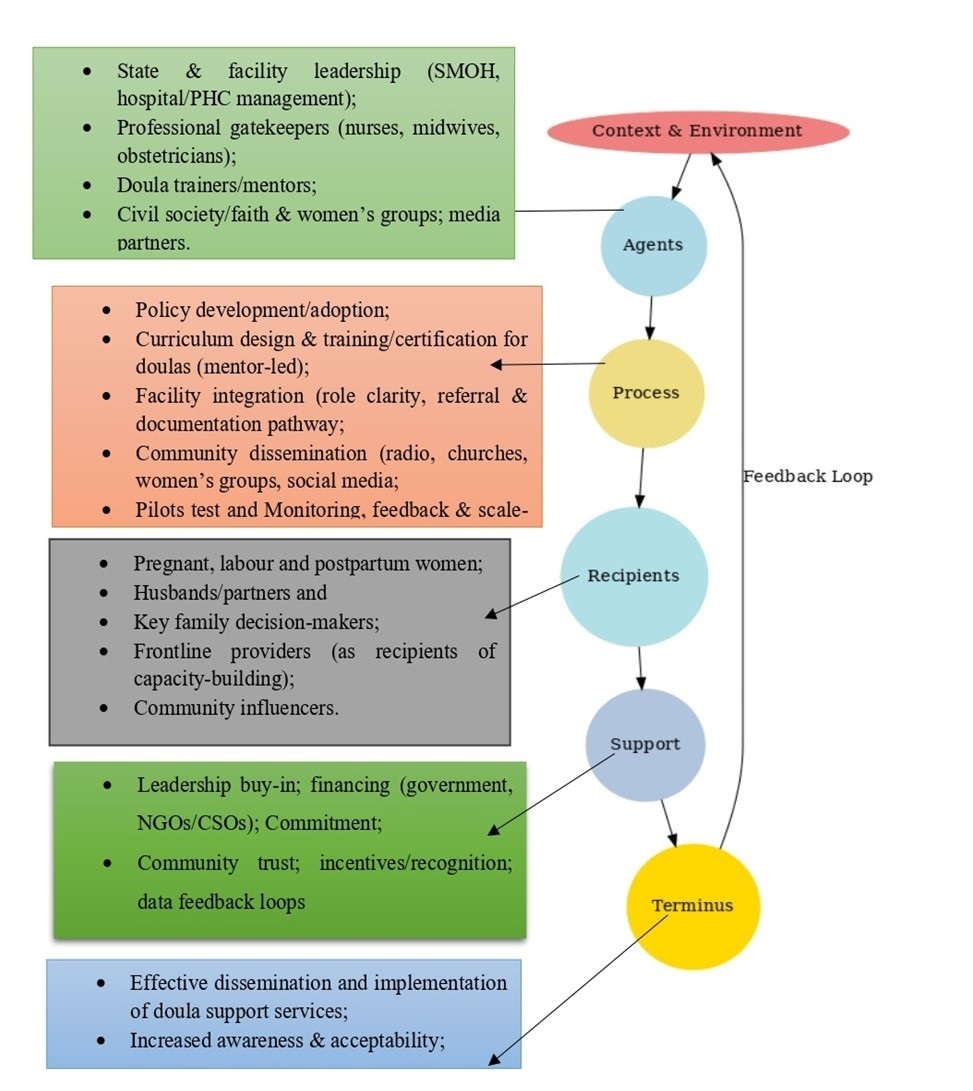 • State & facility leadership (SMOH,
hospital/PHC management);
• Professional gatekeepers (nurses, midwives,
obstetricians);
• Doula trainers/mentors;
• Civil society/faith & women’s groups; media
partners.
Context & Environment
Agents
• Policy development/adoption;
• Curriculum design & training/certification for
doulas (mentor-led);
• Facility integration (role clarity, referral &
documentation pathway;
• Community dissemination (radio, churches,
women’s groups, social media;
• Pilots test and Monitoring, feedback & scale-
Process
Feedback Loop
• Pregnant, labour and postpartum women;
• Husbands/partners and
• Key family decision-makers;
• Frontline providers (as recipients of
capacity-building);
• Community influencers.
Recipients
• Leadership buy-in; financing (government,
NGOs/CSOs); Commitment;
• Community trust; incentives/recognition;
data feedback loops
Support
Terminus
• Effective dissemination and implementation
of doula support services;
• Increased awareness & acceptability;